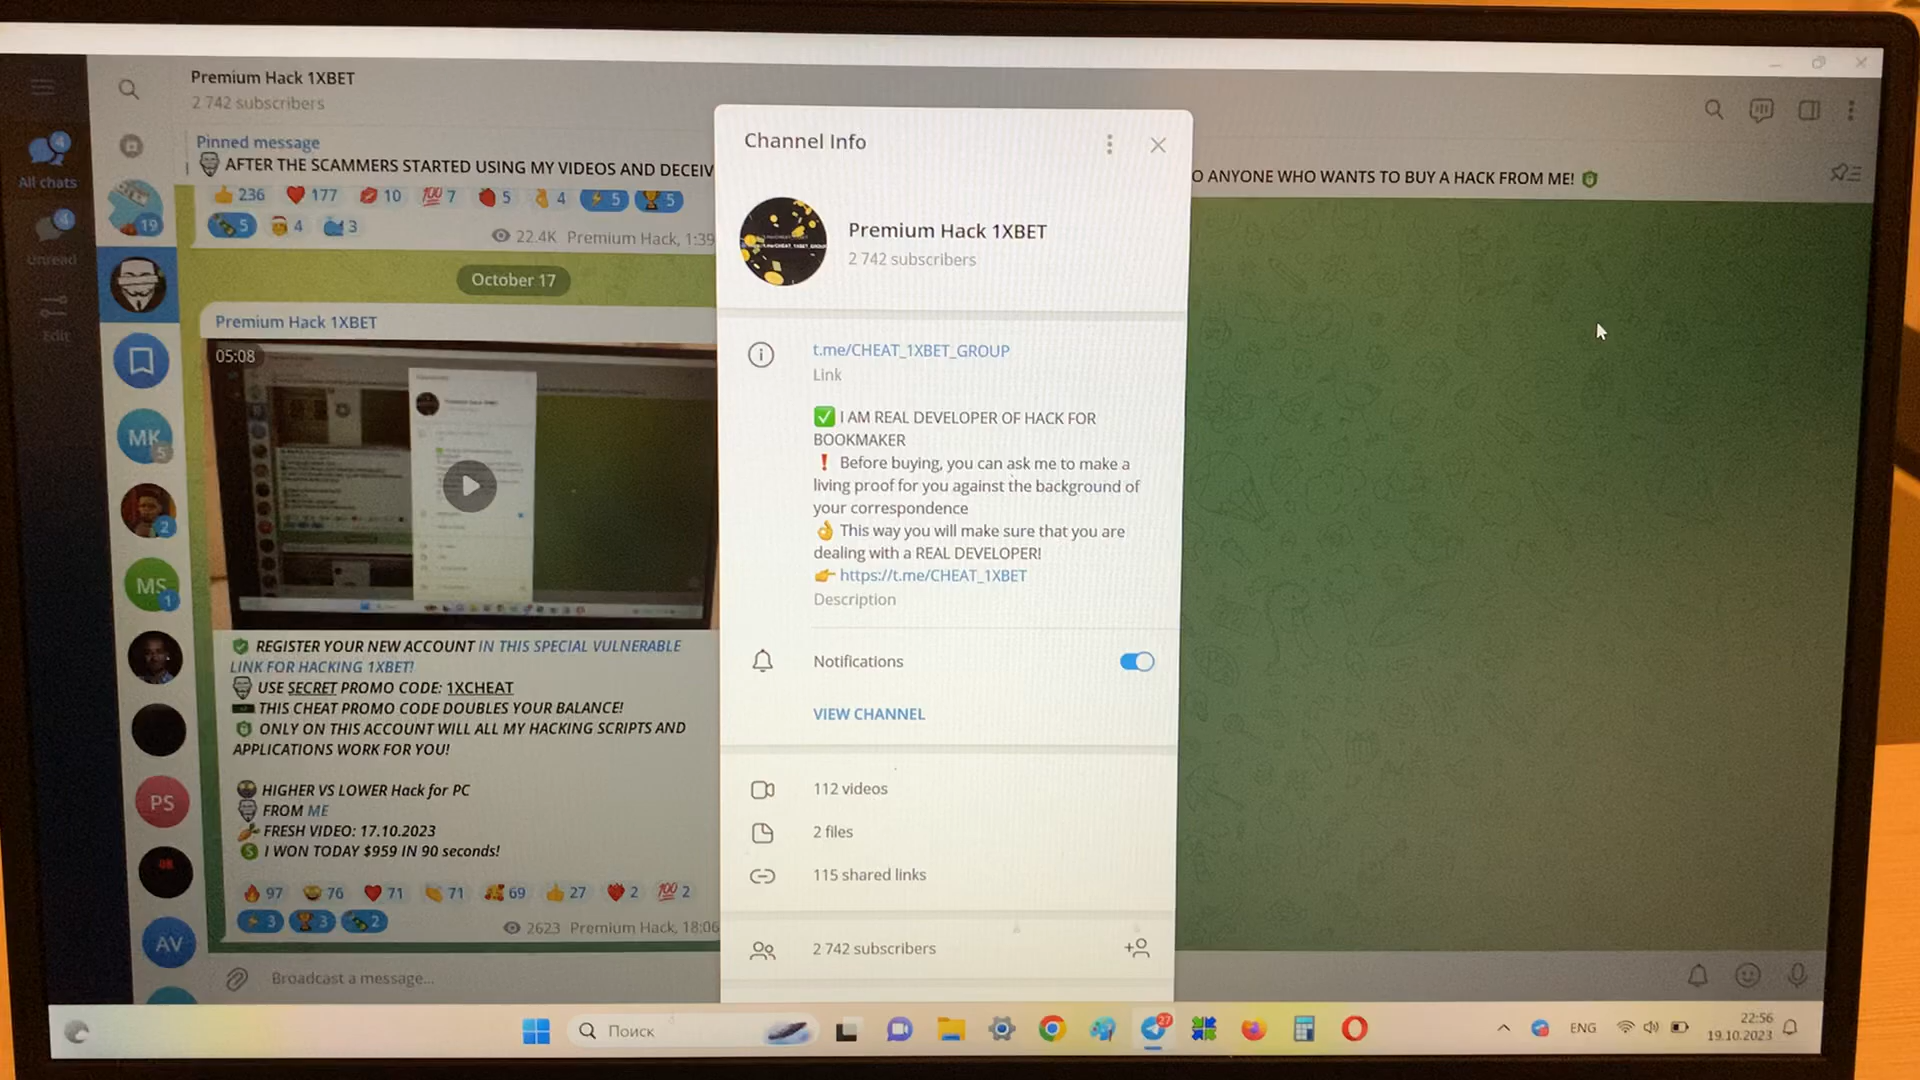 Premium Hack 1XBET
2 742 subscribers
Pinned message
AFTER THE SCAMMERS STARTED USING MY VIDEOS AND DECEIV
O ANYONE WHO WANTS TO BUY A HACK FROM ME!
236 177 10 7 5 4 5 5
5 4 3
22.4K Premium Hack, 1:39
October 17
Premium Hack 1XBET
05:08
REGISTER YOUR NEW ACCOUNT IN THIS SPECIAL VULNERABLE
LINK FOR HACKING 1XBET!
USE SECRET PROMO CODE: 1XCHEAT
THIS CHEAT PROMO CODE DOUBLES YOUR BALANCE!
ONLY ON THIS ACCOUNT WILL ALL MY HACKING SCRIPTS AND
APPLICATIONS WORK FOR YOU!
HIGHER VS LOWER Hack for PC
FROM ME
FRESH VIDEO: 17.10.2023
I WON TODAY $959 IN 90 seconds!
97 76 71 71 69 27 2 2
3 3 2
2623 Premium Hack, 18:06
Broadcast a message...
4
All chats
4
Unread
Edit
19
MK
5
2
MS
1
PS
AV
Channel Info
Premium Hack 1XBET
2 742 subscribers
t.me/CHEAT_1XBET_GROUP
Link
I AM REAL DEVELOPER OF HACK FOR
BOOKMAKER
Before buying, you can ask me to make a
living proof for you against the background of
your correspondence
This way you will make sure that you are
dealing with a REAL DEVELOPER!
https://t.me/CHEAT_1XBET
Description
Notifications
VIEW CHANNEL
112 videos
2 files
115 shared links
2 742 subscribers
Поиск
27
ENG
22:56
19.10.2023